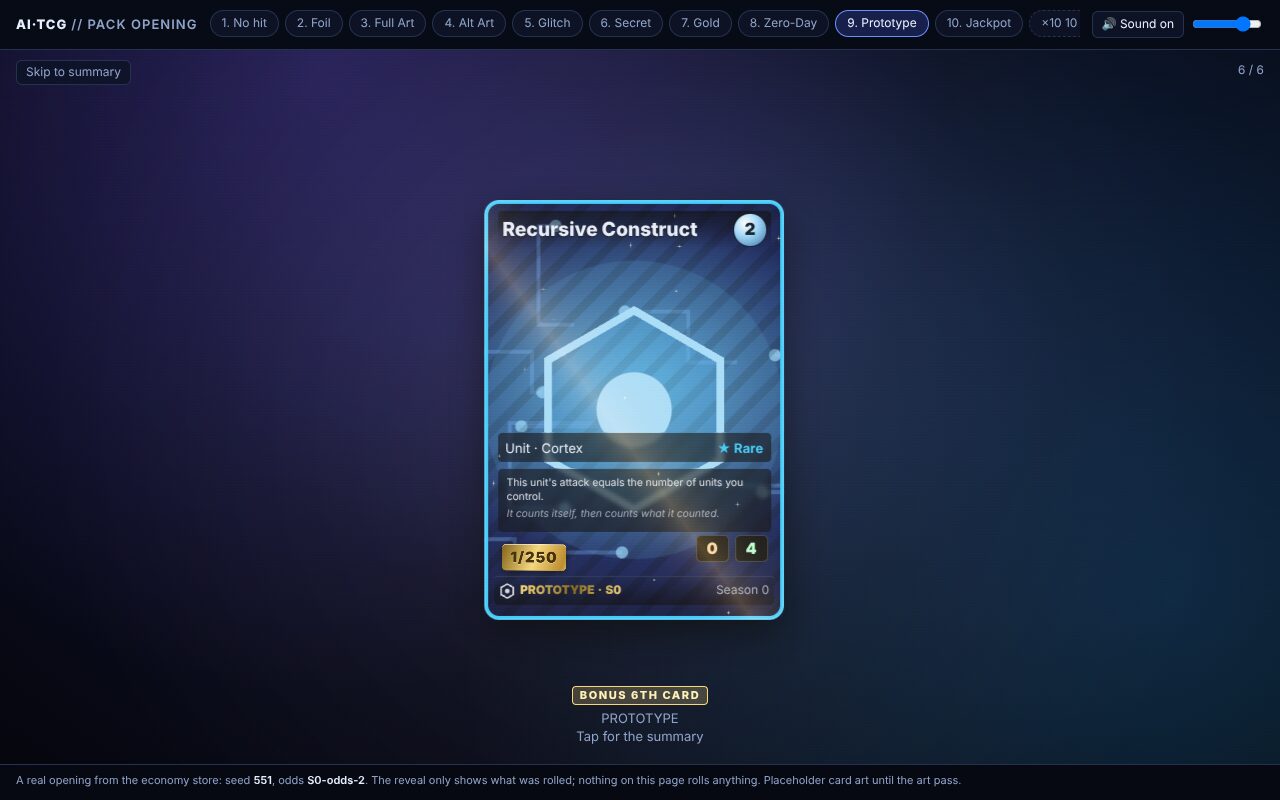 AI·TCG // PACK OPENING
1. No hit
2. Foil
3. Full Art
4. Alt Art
5. Glitch
6. Secret
7. Gold
8. Zero-Day
9. Prototype
10. Jackpot
×10 10
🔊 Sound on
Skip to summary
6 / 6
Recursive Construct
2
Unit · Cortex
★ Rare
This unit's attack equals the number of units you
control.
It counts itself, then counts what it counted.
1/250
0
4
PROTOTYPE · S0
Season 0
BONUS 6TH CARD
PROTOTYPE
Tap for the summary
A real opening from the economy store: seed 551, odds S0-odds-2. The reveal only shows what was rolled; nothing on this page rolls anything. Placeholder card art until the art pass.